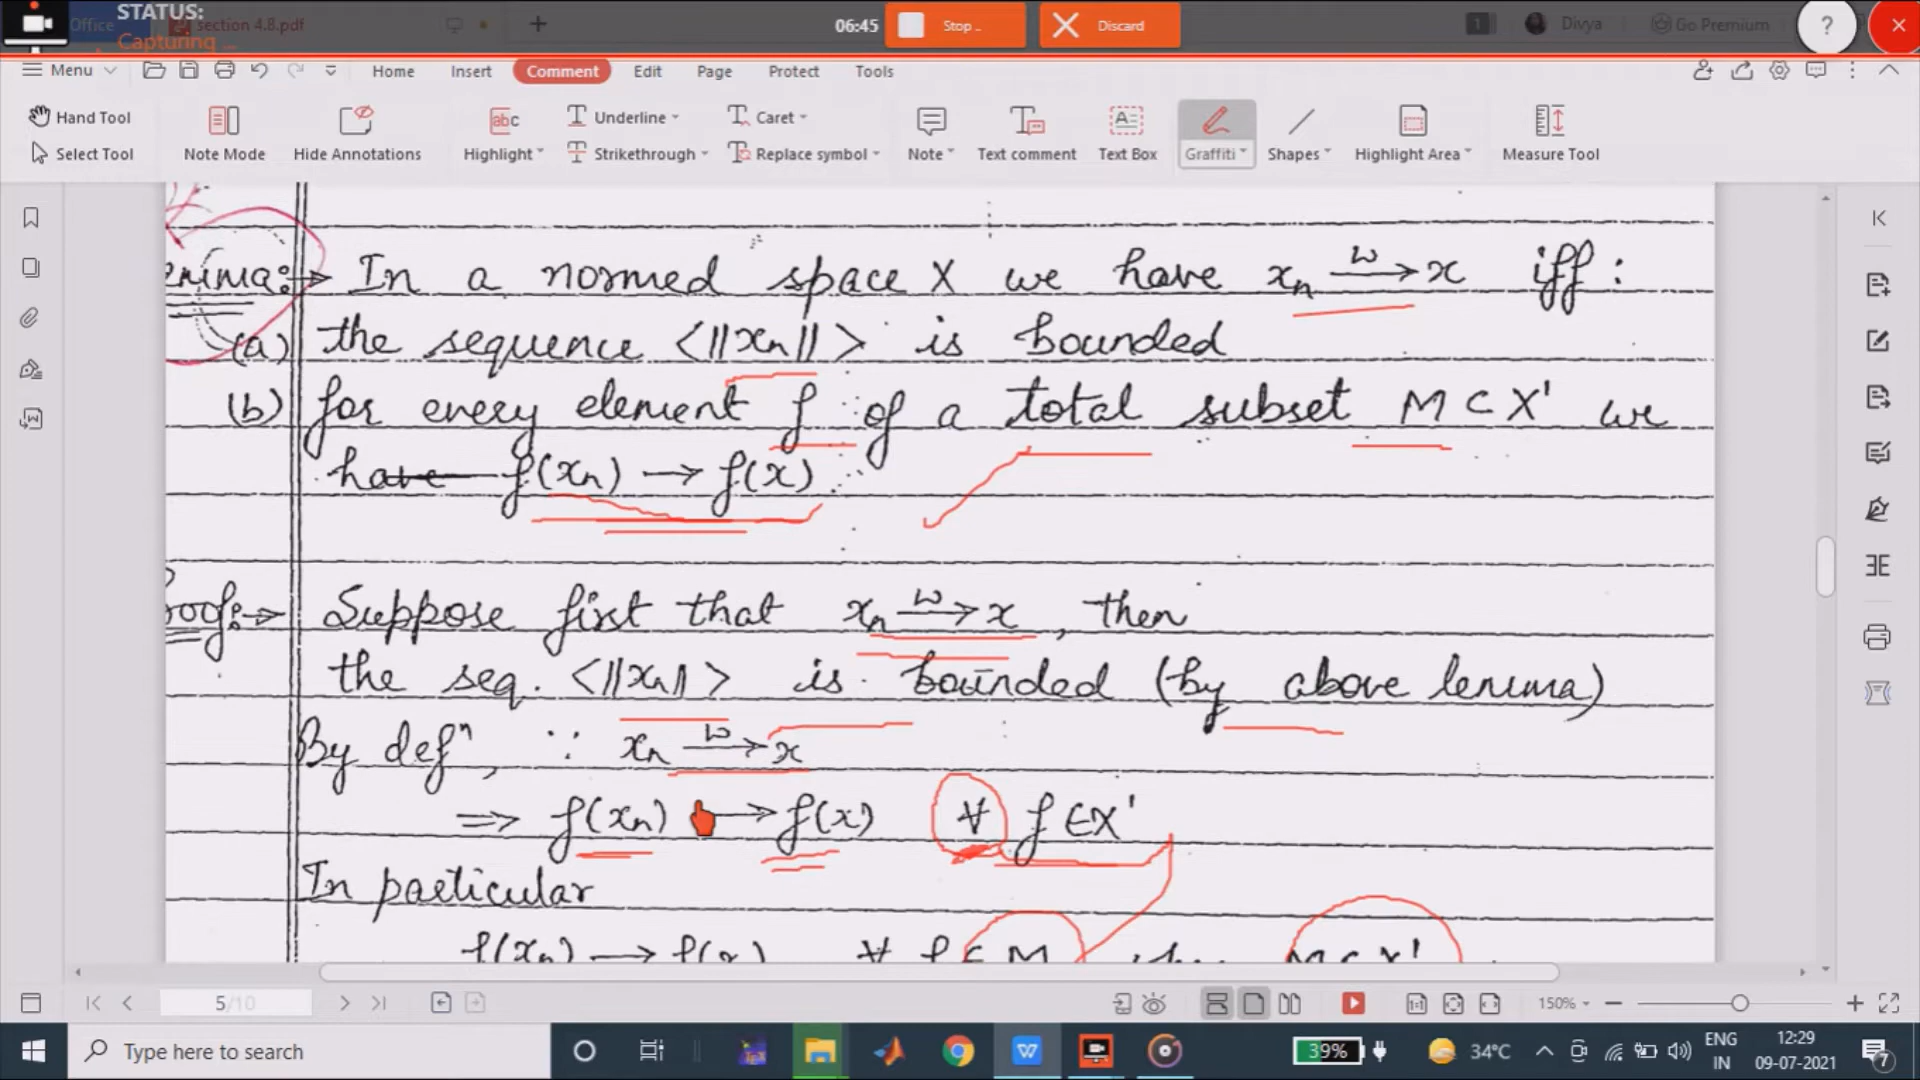 STATUS:
Capturing ...
Office section 4.8.pdf
06:45 Stop .. Discard
1 Divya Go Premium ?
Menu Home Insert Comment Edit Page Protect Tools
Hand Tool Underline Caret
Select Tool Note Mode Hide Annotations Highlight Strikethrough Replace symbol Note Text comment Text Box Graffiti Shapes Highlight Area Measure Tool
In a normed space X we have xₙ —w→ x iff :
(a) the sequence <||xₙ||> is bounded
(b) for every element f of a total subset M ⊂ X' we
have f(xₙ) → f(x).
Suppose first that xₙ —w→ x, then
the seq. <||xₙ||> is bounded (by above lemma)
By defⁿ, ∵ xₙ —w→ x
=> f(xₙ) → f(x) ∀ f ∈ X'
In particular
f(xₙ) → f(x) ∀ f ∈ M M ⊂ X'
5/10 150%
Type here to search 39% 34°C ENG IN 12:29 09-07-2021 7